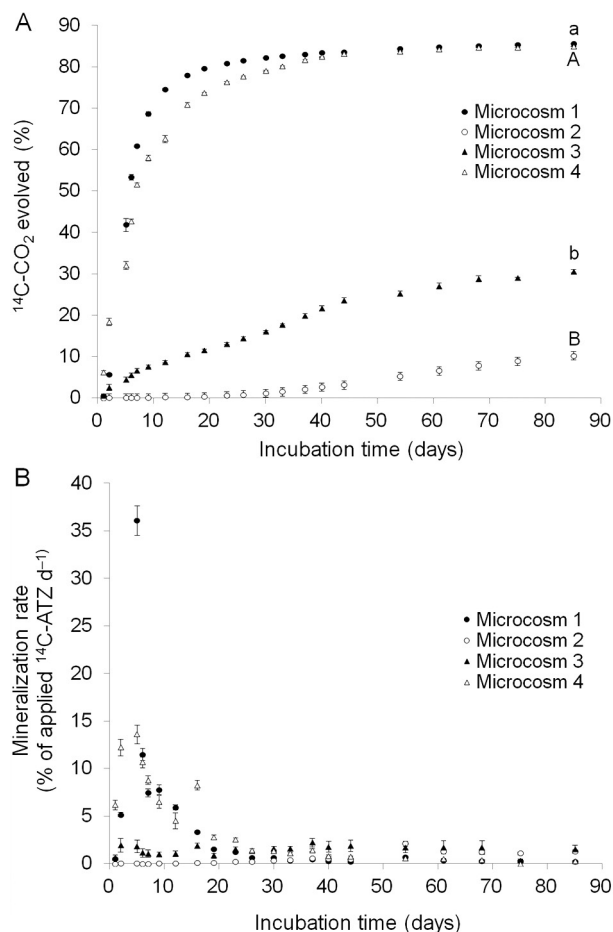 A
90
80
70
60
50
40
30
20
10
0
¹⁴C-CO₂ evolved (%)
a
A
b
B
Microcosm 1
Microcosm 2
Microcosm 3
Microcosm 4
0 10 20 30 40 50 60 70 80 90
Incubation time (days)
B
40
35
30
25
20
15
10
5
0
Mineralization rate
(% of applied ¹⁴C-ATZ d⁻¹)
Microcosm 1
Microcosm 2
Microcosm 3
Microcosm 4
0 10 20 30 40 50 60 70 80 90
Incubation time (days)